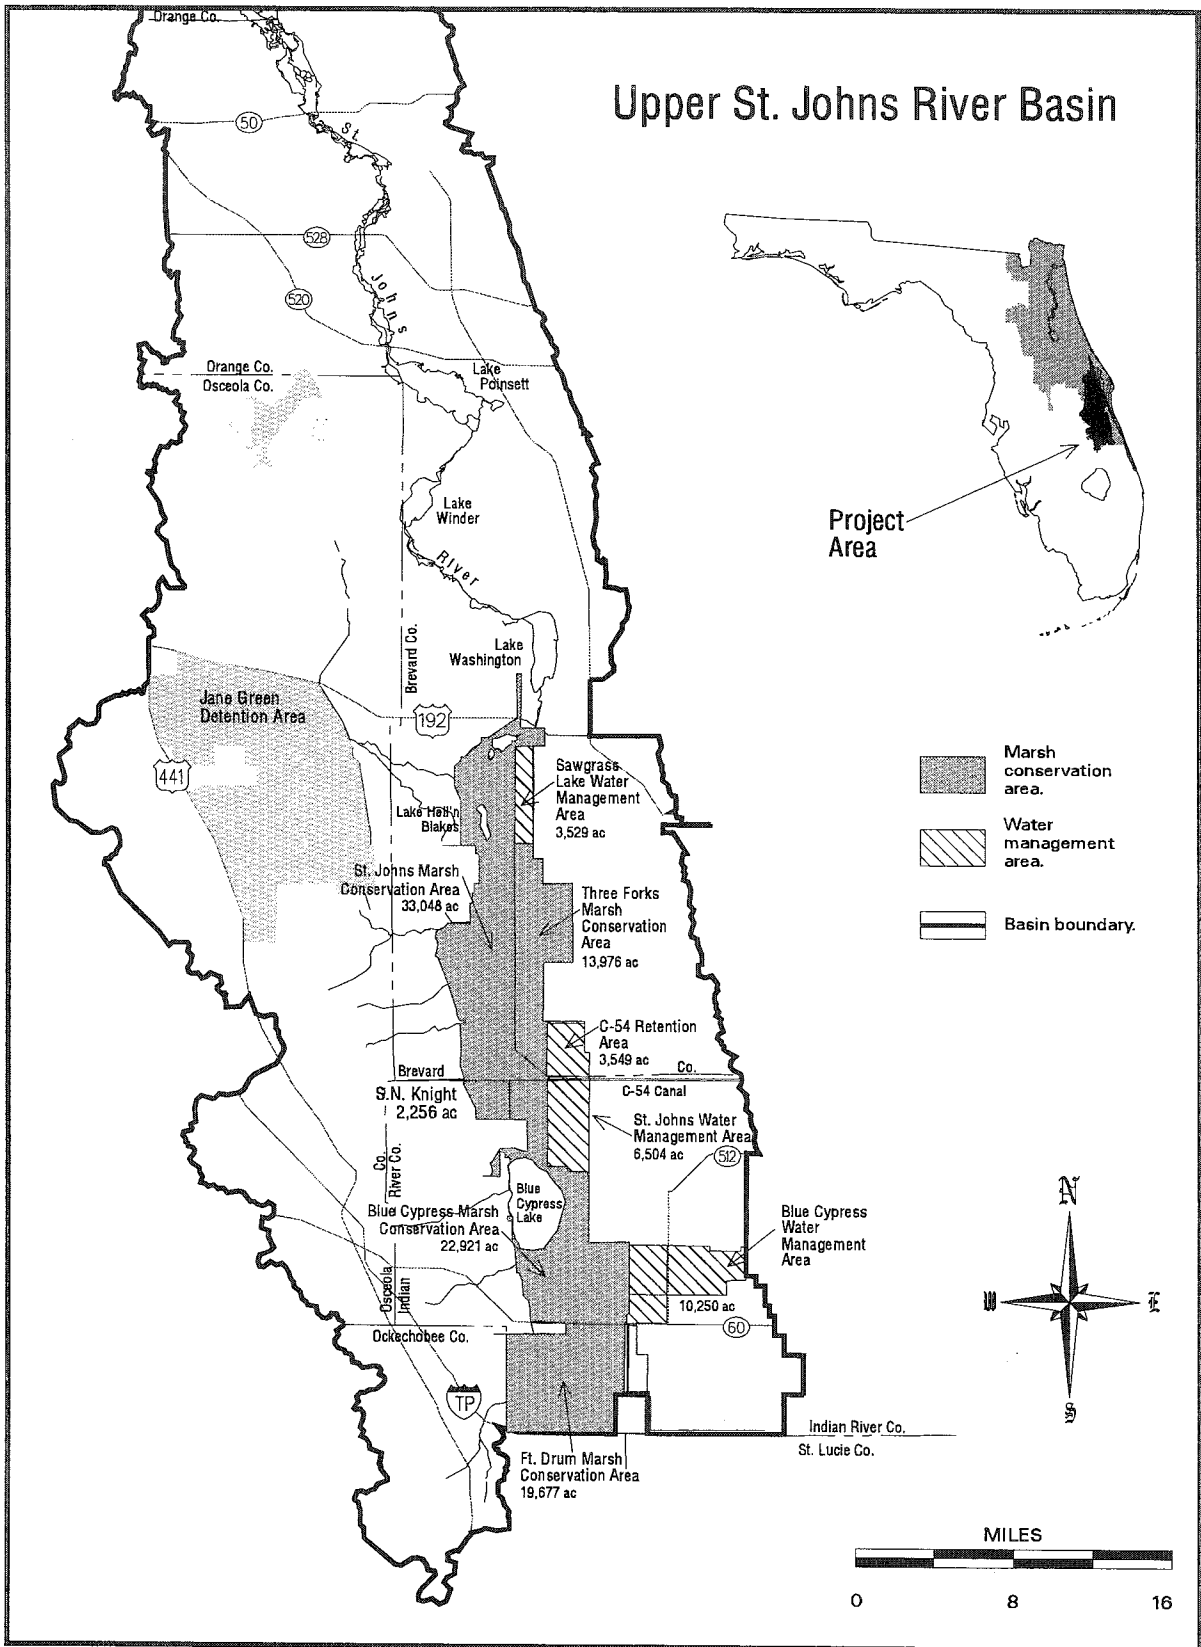 Orange Co.
Upper St. Johns River Basin
50
St.
528
Johns
520
Orange Co.
Osceola Co.
Lake
Poinsett
Lake
Winder
Project
Area
River
Brevard Co.
Lake
Washington
Jane Green
Detention Area
192
441
Sawgrass
Lake Water
Management
Area
3,529 ac
Lake Hell'n
Blakes
Marsh
conservation
area.
Water
management
area.
Basin boundary.
St. Johns Marsh
Conservation Area
33,048 ac
Three Forks
Marsh
Conservation
Area
13,976 ac
C-54 Retention
Area
3,549 ac
Brevard
Co.
C-54 Canal
S.N. Knight
2,256 ac
St. Johns Water
Management Area
6,504 ac
512
Co.
River Co.
Blue
Cypress
Lake
Blue Cypress Marsh
Conservation Area
22,921 ac
Blue Cypress
Water
Management
Area
10,250 ac
Osceola
Indian
60
Ockechobee Co.
TP
N
W
E
S
Indian River Co.
St. Lucie Co.
Ft. Drum Marsh
Conservation Area
19,677 ac
MILES
0 8 16